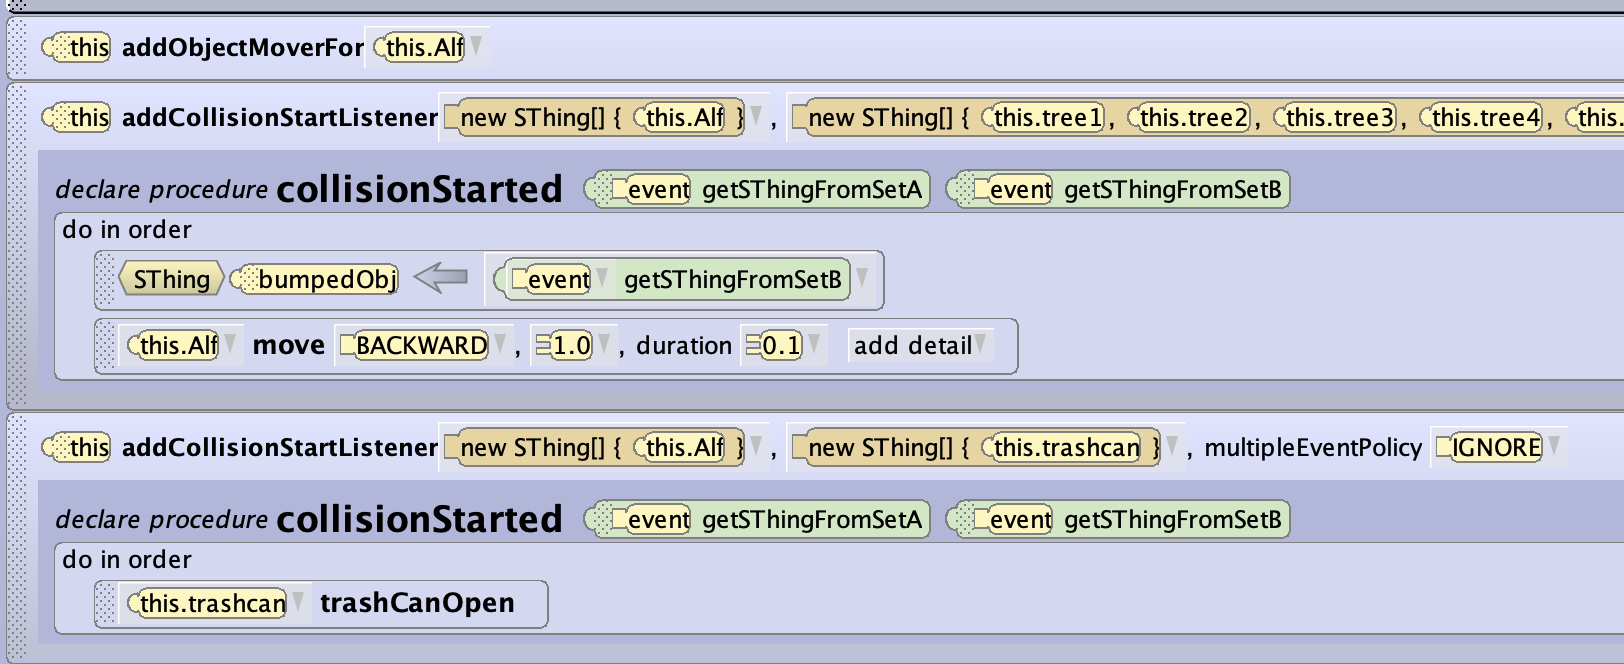 this addObjectMoverFor this.Alf
this addCollisionStartListener new SThing[] { this.Alf } , new SThing[] { this.tree1 , this.tree2 , this.tree3 , this.tree4 , this.
declare procedure collisionStarted event getSThingFromSetA event getSThingFromSetB
do in order
SThing bumpedObj event getSThingFromSetB
this.Alf move BACKWARD , 1.0 , duration 0.1 add detail
this addCollisionStartListener new SThing[] { this.Alf } , new SThing[] { this.trashcan } , multipleEventPolicy IGNORE
declare procedure collisionStarted event getSThingFromSetA event getSThingFromSetB
do in order
this.trashcan trashCanOpen